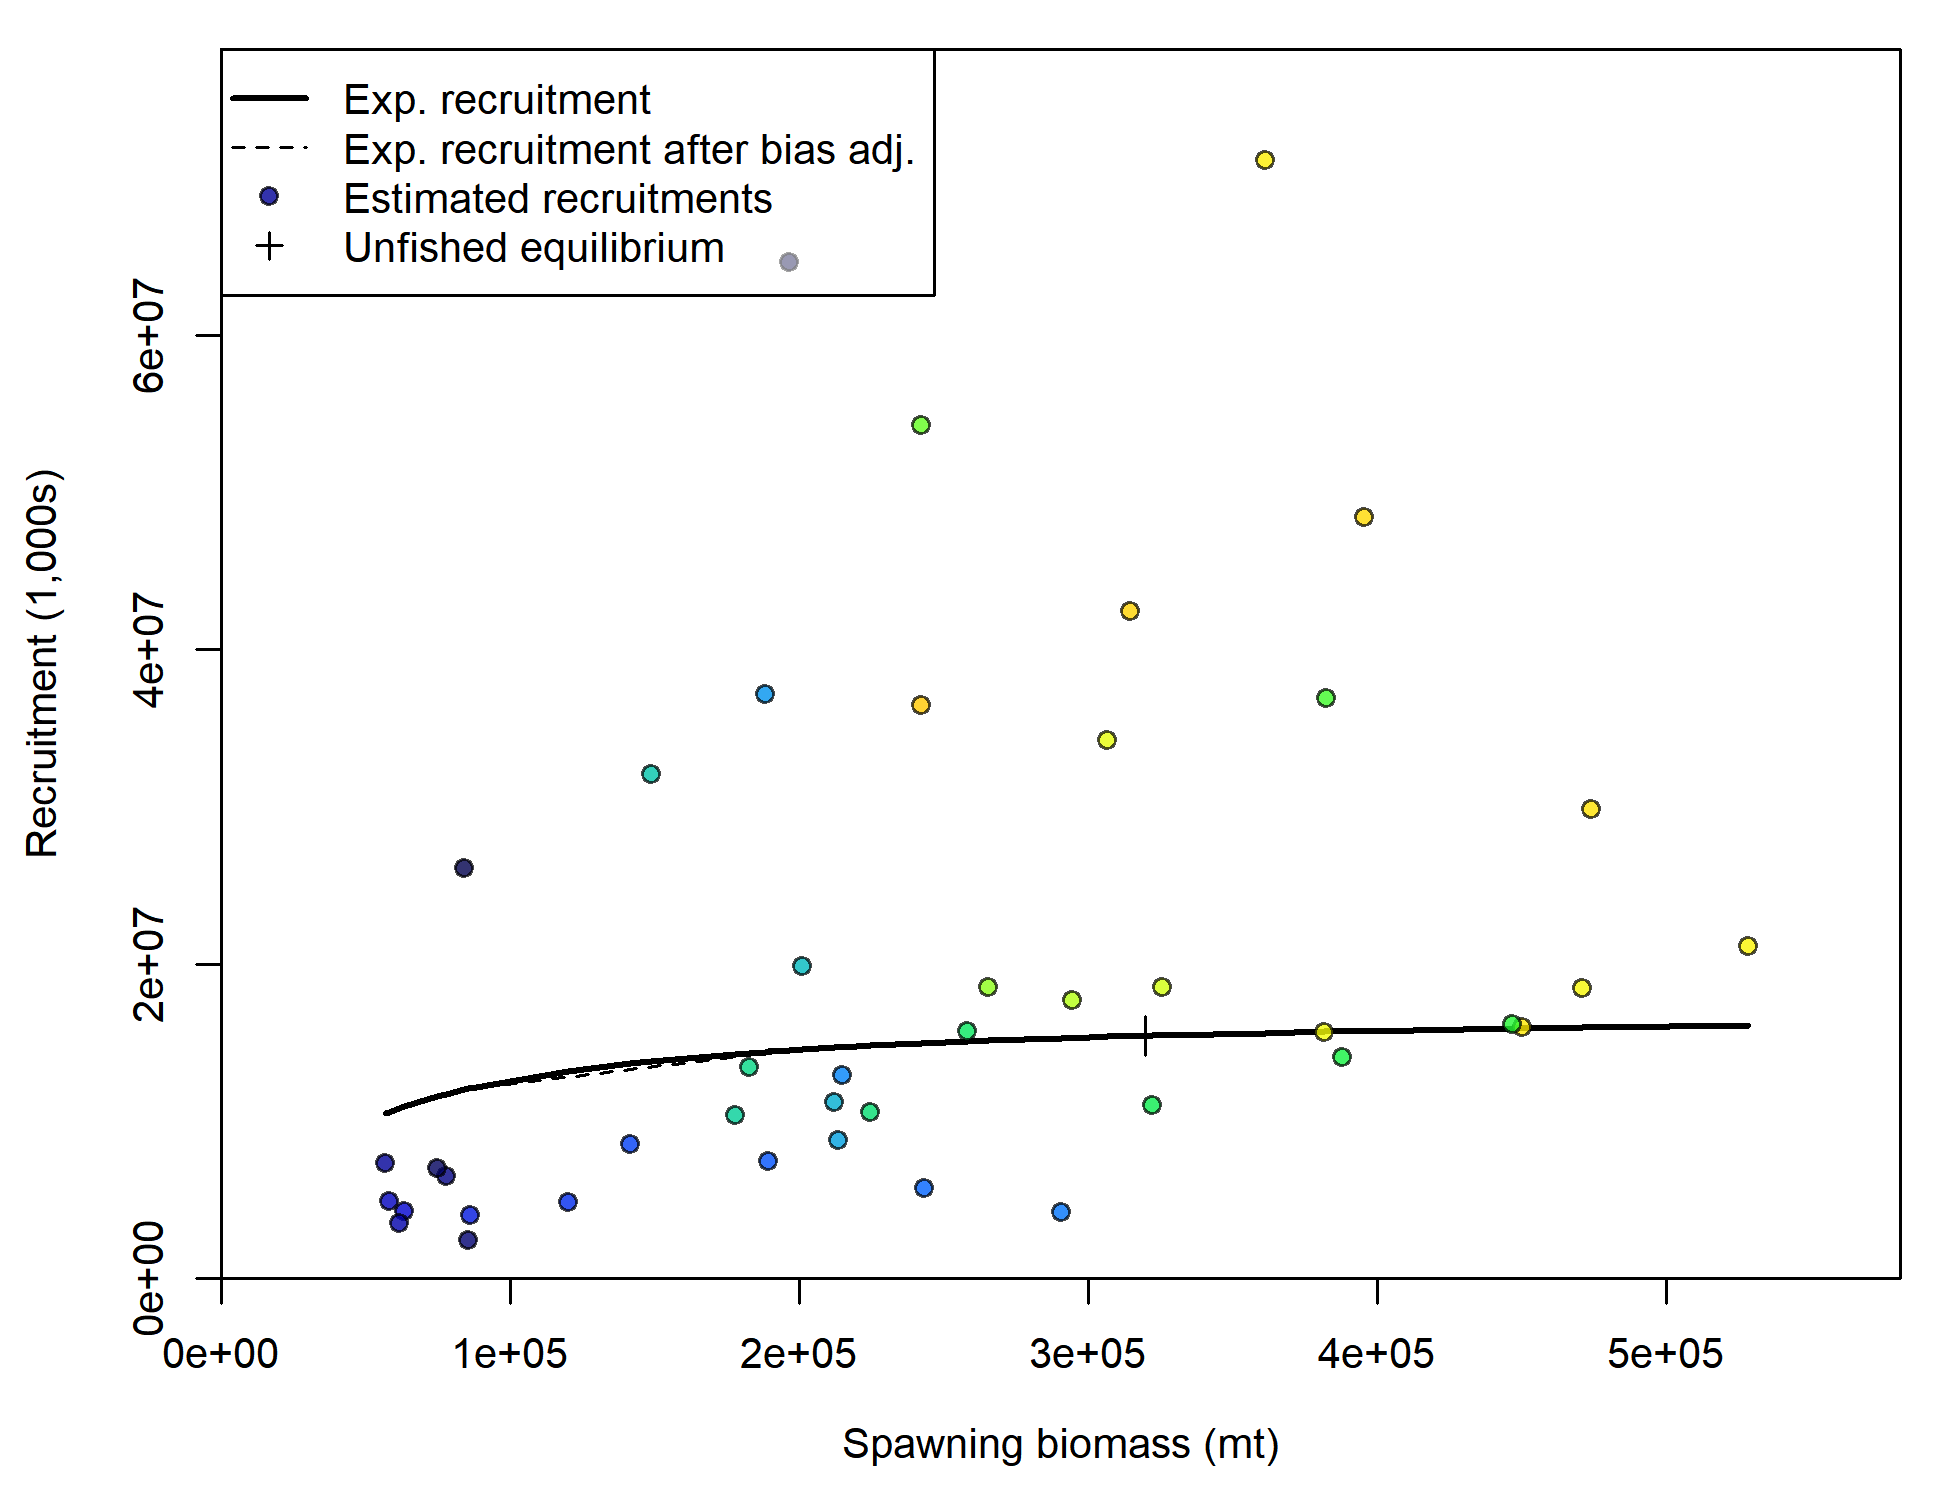 Exp. recruitment
Exp. recruitment after bias adj.
Estimated recruitments
Unfished equilibrium
6e+07
4e+07
2e+07
0e+00
Recruitment (1,000s)
0e+00 1e+05 2e+05 3e+05 4e+05 5e+05
Spawning biomass (mt)